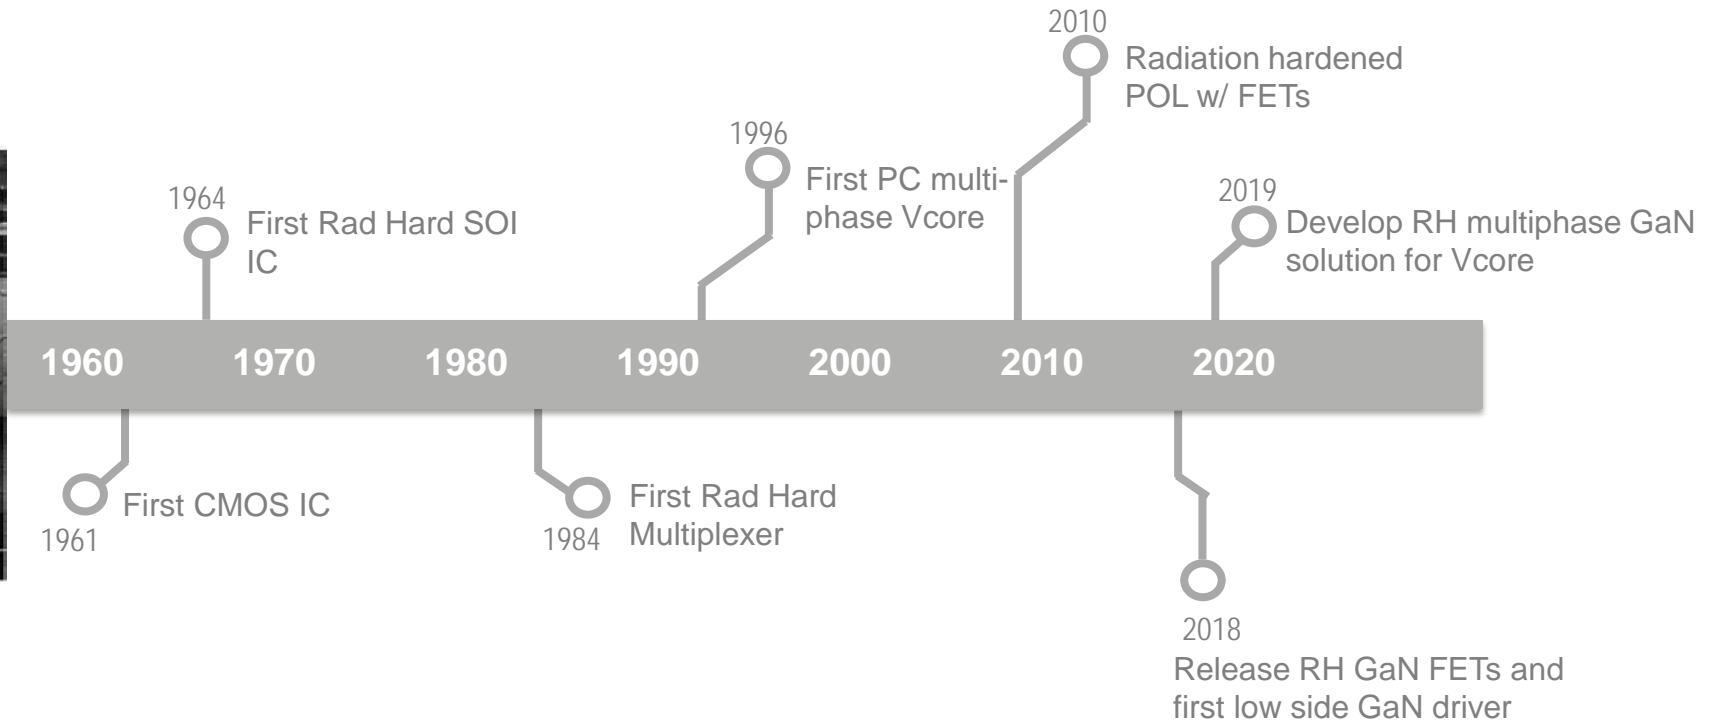 2010
Radiation hardened
POL w/ FETs
1996
First PC multi-
phase Vcore
1964
First Rad Hard SOI
IC
2019
Develop RH multiphase GaN
solution for Vcore
1960 1970 1980 1990 2000 2010 2020
First CMOS IC
1961
First Rad Hard
Multiplexer
1984
2018
Release RH GaN FETs and
first low side GaN driver